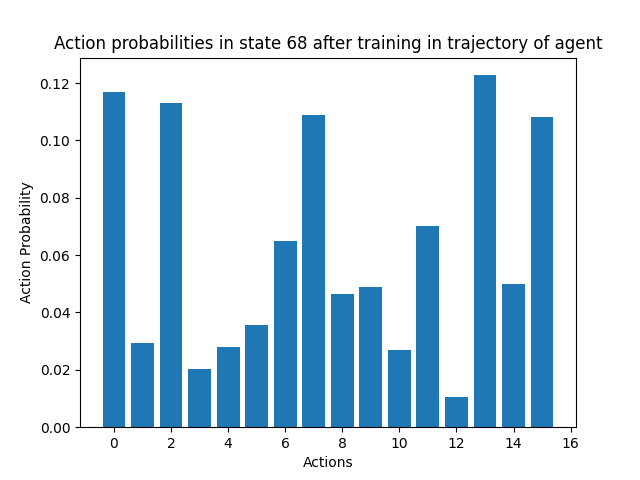 Action probabilities in state 68 after training in trajectory of agent
0.12
0.10
0.08
0.06
0.04
0.02
0.00
Action Probability
0 2 4 6 8 10 12 14 16
Actions